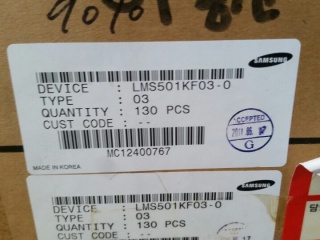 SAMSUNG
DEVICE : LMS501KF03-0
TYPE : 03
QUANTITY : 130 PCS
CUST CODE : --
MC12400767
MADE IN KOREA
G
SAMSUNG
DEVICE : LMS501KF03-0
TYPE : 03
QUANTITY : 130 PCS
CUST CODE : --